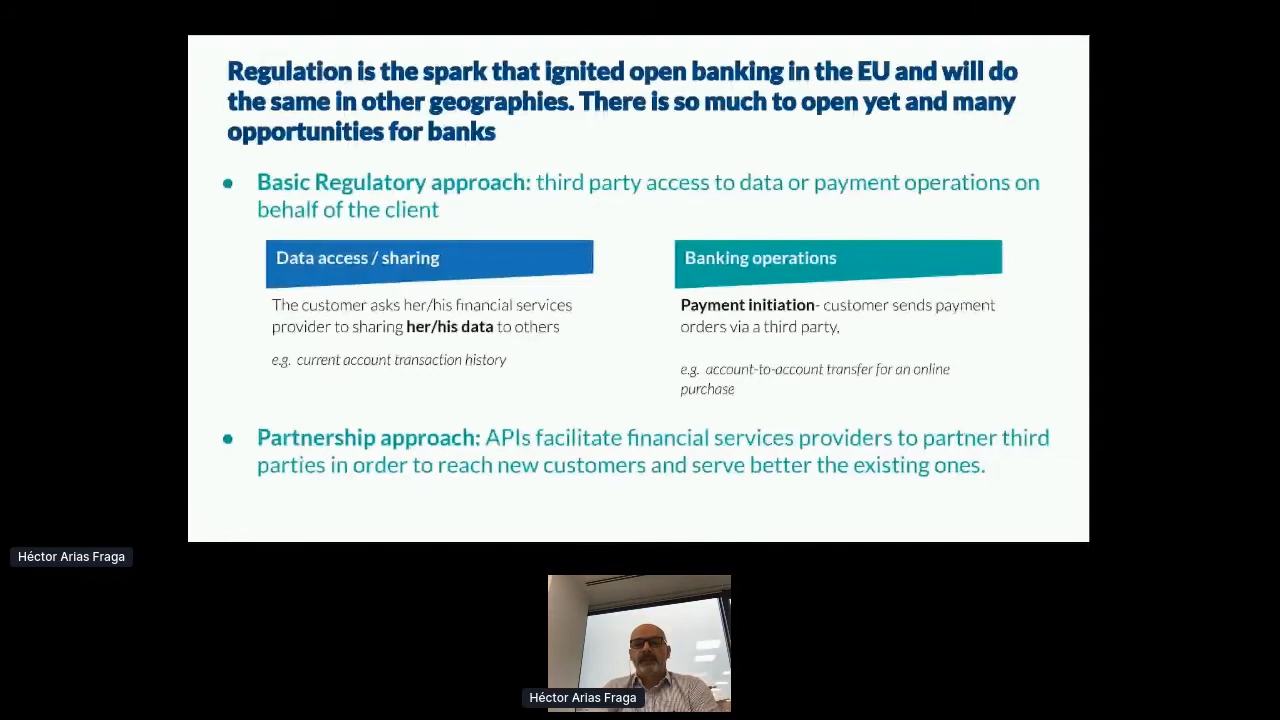 Regulation is the spark that ignited open banking in the EU and will do
the same in other geographies. There is so much to open yet and many
opportunities for banks
● Basic Regulatory approach: third party access to data or payment operations on
behalf of the client
Data access / sharing
The customer asks her/his financial services
provider to sharing her/his data to others
e.g. current account transaction history
Banking operations
Payment initiation- customer sends payment
orders via a third party,
e.g. account-to-account transfer for an online
purchase
● Partnership approach: APIs facilitate financial services providers to partner third
parties in order to reach new customers and serve better the existing ones.
Héctor Arias Fraga
Héctor Arias Fraga